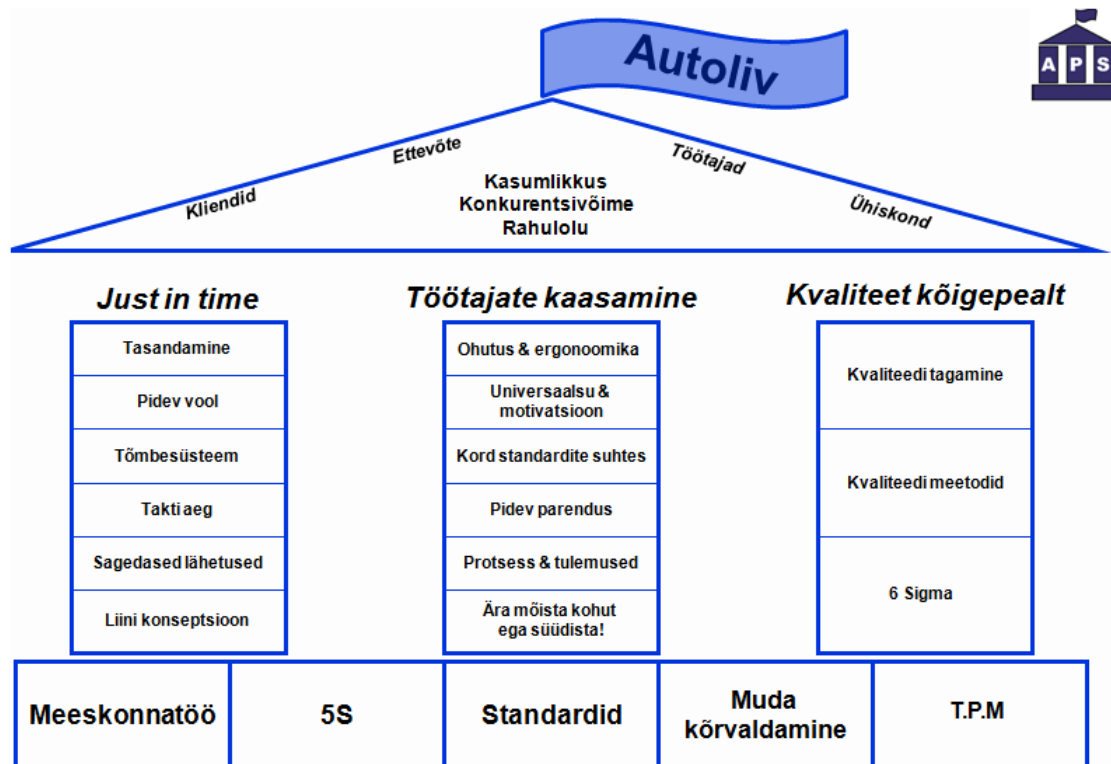 Autoliv
A P S
Ettevõte
Töötajad
Kliendid
Ühiskond
Kasumlikkus
Konkurentsivõime
Rahulolu
Just in time
Tasandamine
Pidev vool
Tõmbesüsteem
Takti aeg
Sagedased lähetused
Liini konseptsioon
Töötajate kaasamine
Ohutus & ergonoomika
Universaalsu &
motivatsioon
Kord standardite suhtes
Pidev parendus
Protsess & tulemused
Ära mõista kohut
ega süüdista!
Kvaliteet kõigepealt
Kvaliteedi tagamine
Kvaliteedi meetodid
6 Sigma
Meeskonnatöö
5S
Standardid
Muda
kõrvaldamine
T.P.M